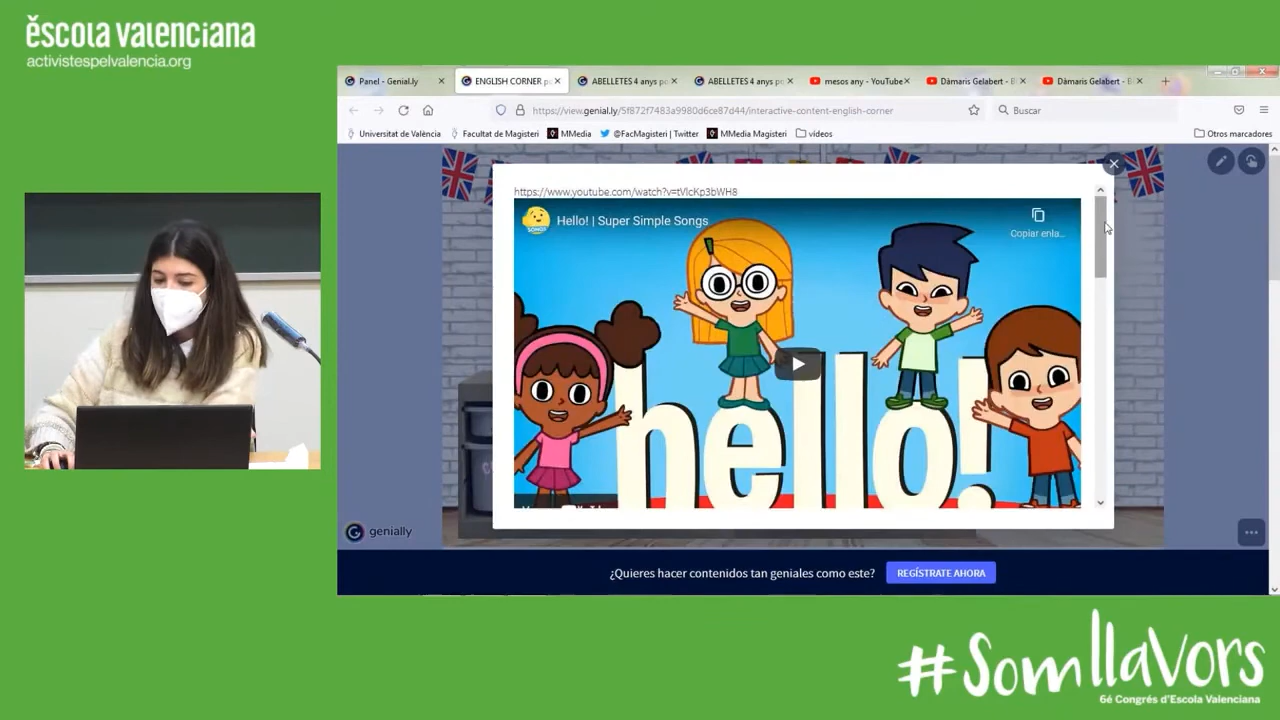 ĕscola valenciana
activistespelvalencia.org
Panel - Genial.ly
ENGLISH CORNER p
ABELLETES 4 anys p
ABELLETES 4 anys p
mesos any - YouTube
Dàmaris Gelabert - B
Dàmaris Gelabert - B
https://view.genial.ly/5f872f7483a9980d6ce87d44/interactive-content-english-corner
Buscar
Universitat de València
Facultat de Magisteri
MMedia
@FacMagisteri | Twitter
MMedia Magisteri
videos
Otros marcadores
https://www.youtube.com/watch?v=tVlcKp3bWH8
Hello! | Super Simple Songs
Copiar enla...
hello!
genially
¿Quieres hacer contenidos tan geniales como este?
REGÍSTRATE AHORA
#SomllaVors
6é Congrés d'Escola Valenciana